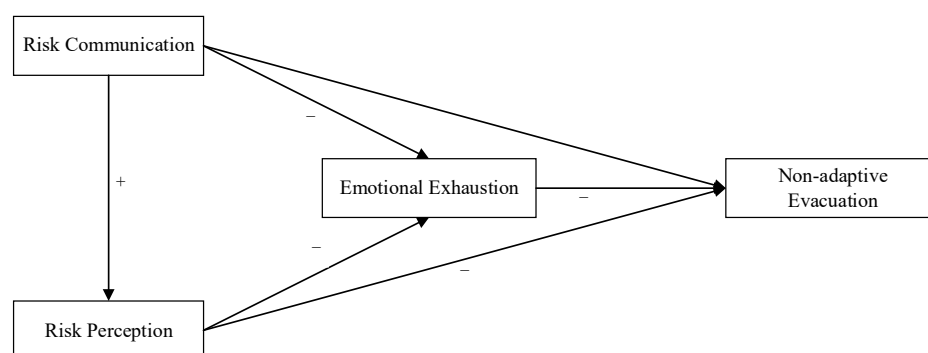 Risk Communication
–
+
Emotional Exhaustion
Non-adaptive
Evacuation
–
–
–
Risk Perception